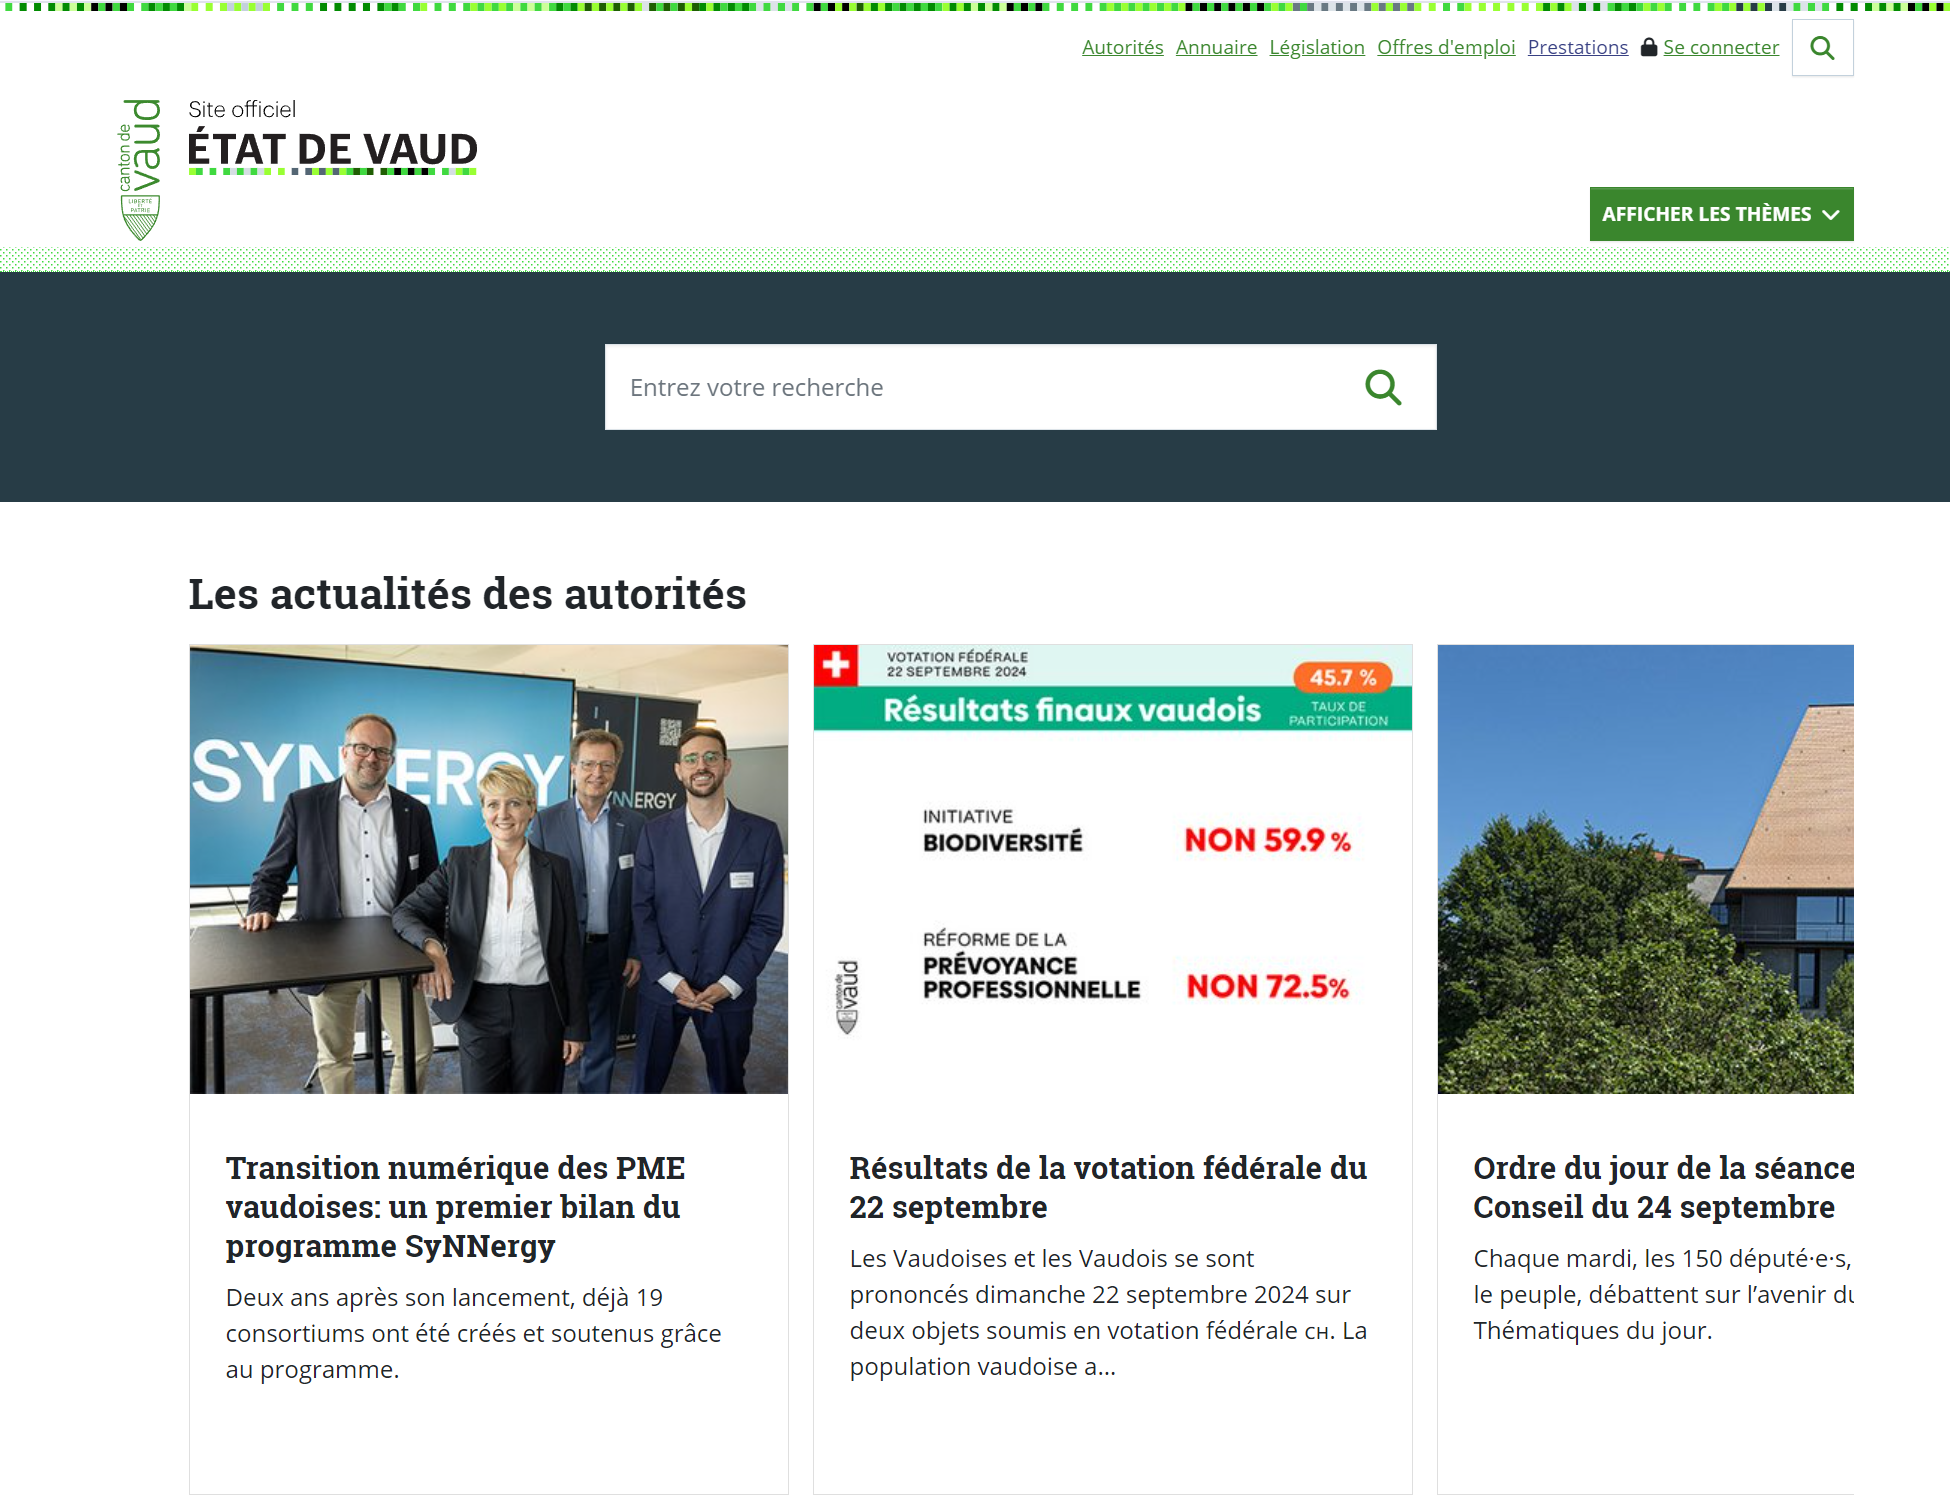 Autorités Annuaire Législation Offres d'emploi Prestations Se connecter
canton de
vaud
LIBERTÉ
ET
PATRIE
Site officiel
ÉTAT DE VAUD
AFFICHER LES THÈMES
Entrez votre recherche
Les actualités des autorités
SYNNERGY
VOTATION FÉDÉRALE
22 SEPTEMBRE 2024
45.7 %
Résultats finaux vaudois
TAUX DE
PARTICIPATION
INITIATIVE
BIODIVERSITÉ
NON 59.9 %
RÉFORME DE LA
PRÉVOYANCE
PROFESSIONNELLE
NON 72.5%
canton de
vaud
Transition numérique des PME
vaudoises: un premier bilan du
programme SyNNergy
Deux ans après son lancement, déjà 19
consortiums ont été créés et soutenus grâce
au programme.
Résultats de la votation fédérale du
22 septembre
Les Vaudoises et les Vaudois se sont
prononcés dimanche 22 septembre 2024 sur
deux objets soumis en votation fédérale CH. La
population vaudoise a...
Ordre du jour de la séance
Conseil du 24 septembre
Chaque mardi, les 150 député·e·s,
le peuple, débattent sur l’avenir du
Thématiques du jour.